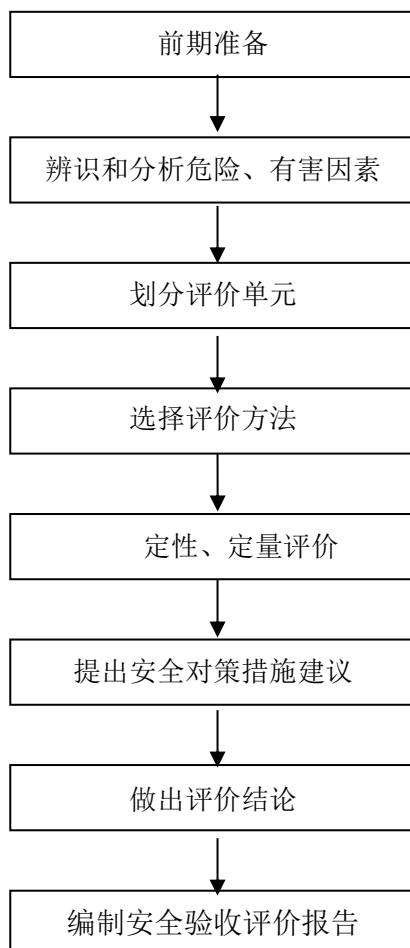 前期准备
辨识和分析危险、有害因素
划分评价单元
选择评价方法
定性、定量评价
提出安全对策措施建议
做出评价结论
编制安全验收评价报告